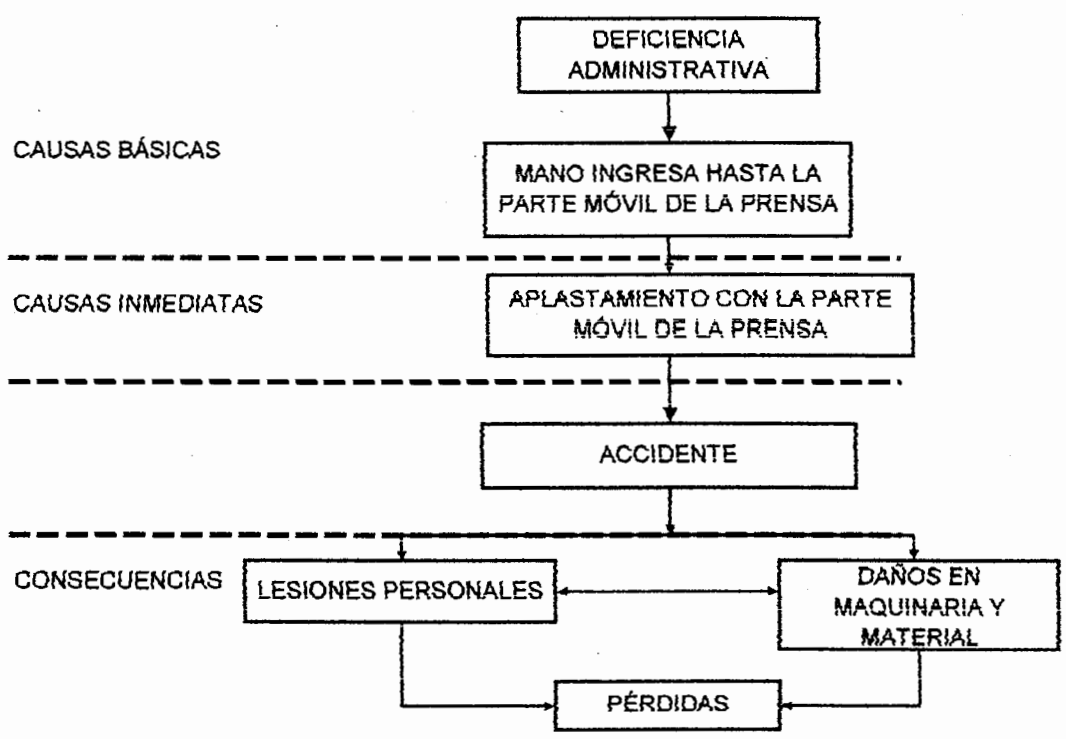 DEFICIENCIA
ADMINISTRATIVA
CAUSAS BÁSICAS
MANO INGRESA HASTA LA
PARTE MÓVIL DE LA PRENSA
CAUSAS INMEDIATAS
APLASTAMIENTO CON LA PARTE
MÓVIL DE LA PRENSA
ACCIDENTE
CONSECUENCIAS
LESIONES PERSONALES
DAÑOS EN
MAQUINARIA Y
MATERIAL
PÉRDIDAS